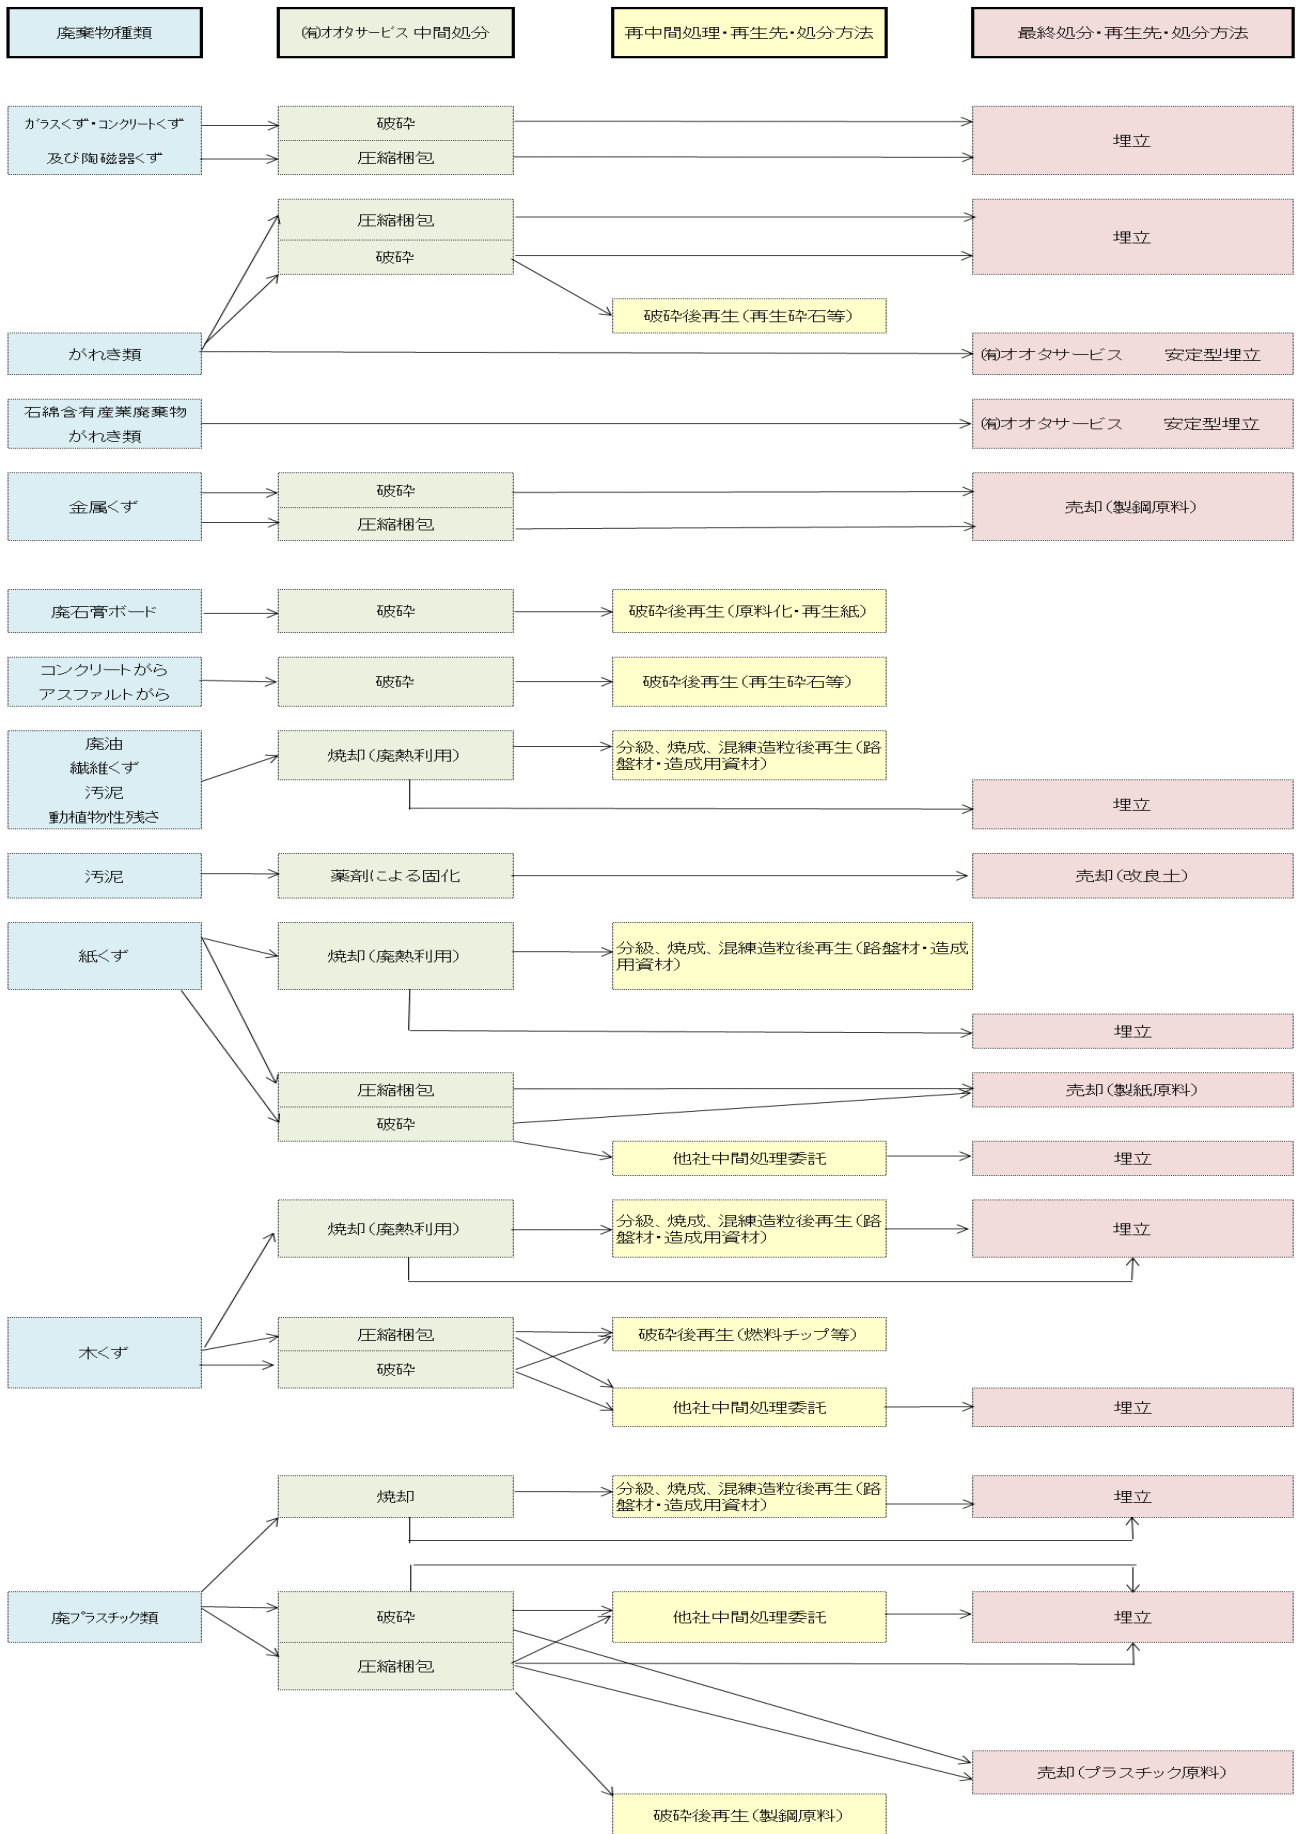 廃棄物種類
㈲オオタサービス 中間処分
再中間処理・再生先・処分方法
最終処分・再生先・処分方法
ガラスくず・コンクリートくず
及び陶磁器くず
破砕
圧縮梱包
埋立
圧縮梱包
破砕
埋立
破砕後再生（再生砕石等）
がれき類
㈲オオタサービス　　安定型埋立
石綿含有産業廃棄物
がれき類
㈲オオタサービス　　安定型埋立
金属くず
破砕
圧縮梱包
売却（製鋼原料）
廃石膏ボード
破砕
破砕後再生（原料化・再生紙）
コンクリートがら
アスファルトがら
破砕
破砕後再生（再生砕石等）
廃油
繊維くず
汚泥
動植物性残さ
焼却（廃熱利用）
分級、焼成、混練造粒後再生（路
盤材・造成用資材）
埋立
汚泥
薬剤による固化
売却（改良土）
紙くず
焼却（廃熱利用）
分級、焼成、混練造粒後再生（路盤材・造成
用資材）
埋立
圧縮梱包
破砕
売却（製紙原料）
他社中間処理委託
埋立
焼却（廃熱利用）
分級、焼成、混練造粒後再生（路
盤材・造成用資材）
埋立
木くず
圧縮梱包
破砕
破砕後再生（燃料チップ等）
他社中間処理委託
埋立
焼却
分級、焼成、混練造粒後再生（路
盤材・造成用資材）
埋立
廃プラスチック類
破砕
圧縮梱包
他社中間処理委託
埋立
売却（プラスチック原料）
破砕後再生（製鋼原料）